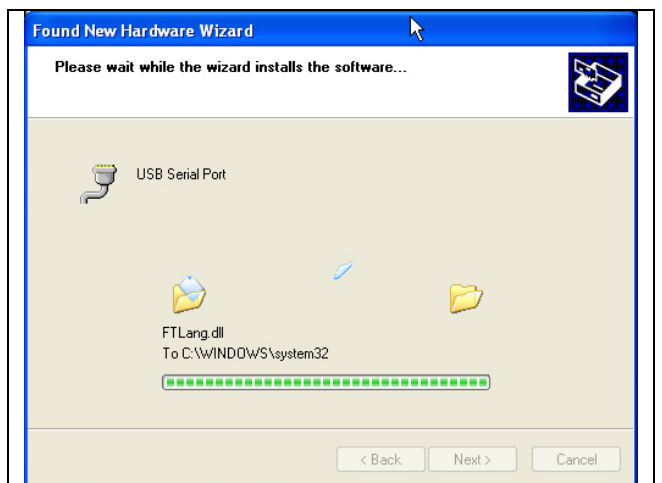 Found New Hardware Wizard
Please wait while the wizard installs the software...
USB Serial Port
FTLang.dll
To C:\WINDOWS\system32
< Back
Next >
Cancel